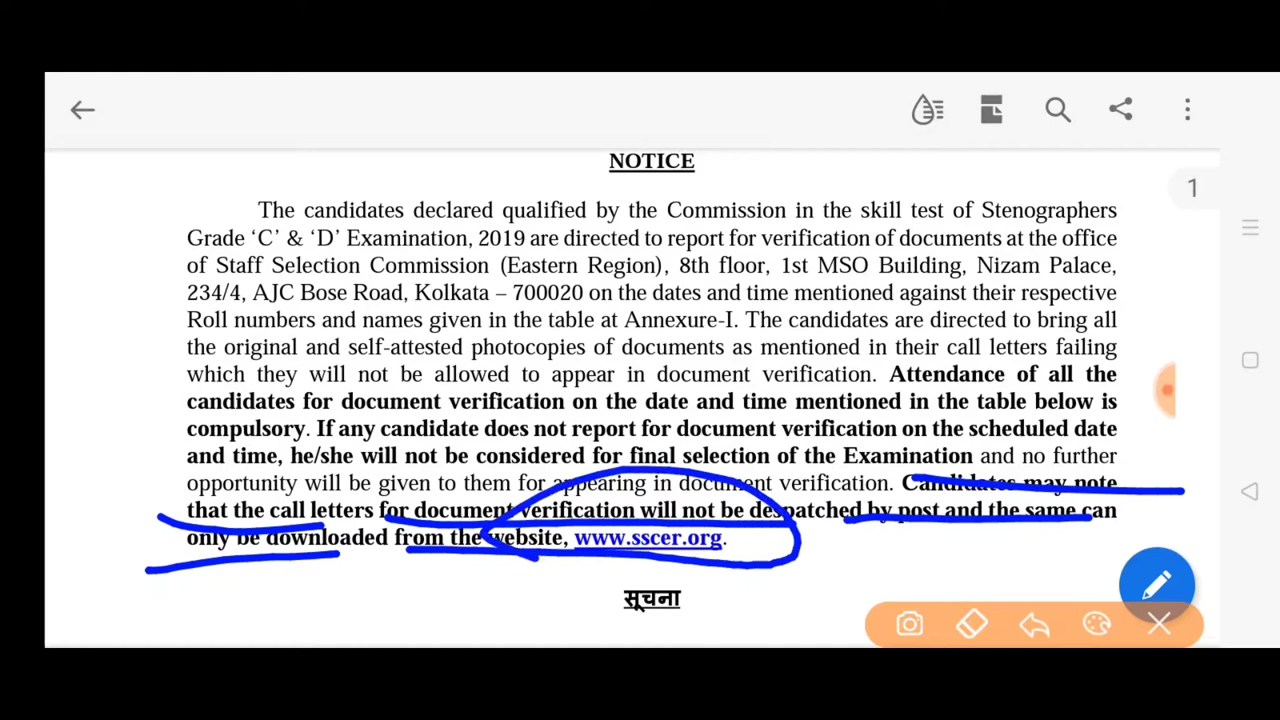 NOTICE
1
The candidates declared qualified by the Commission in the skill test of Stenographers
Grade ‘C’ & ‘D’ Examination, 2019 are directed to report for verification of documents at the office
of Staff Selection Commission (Eastern Region), 8th floor, 1st MSO Building, Nizam Palace,
234/4, AJC Bose Road, Kolkata – 700020 on the dates and time mentioned against their respective
Roll numbers and names given in the table at Annexure-I. The candidates are directed to bring all
the original and self-attested photocopies of documents as mentioned in their call letters failing
which they will not be allowed to appear in document verification. Attendance of all the
candidates for document verification on the date and time mentioned in the table below is
compulsory. If any candidate does not report for document verification on the scheduled date
and time, he/she will not be considered for final selection of the Examination and no further
opportunity will be given to them for appearing in document verification. Candidates may note
that the call letters for document verification will not be despatched by post and the same can
only be downloaded from the website, www.sscer.org.
सूचना